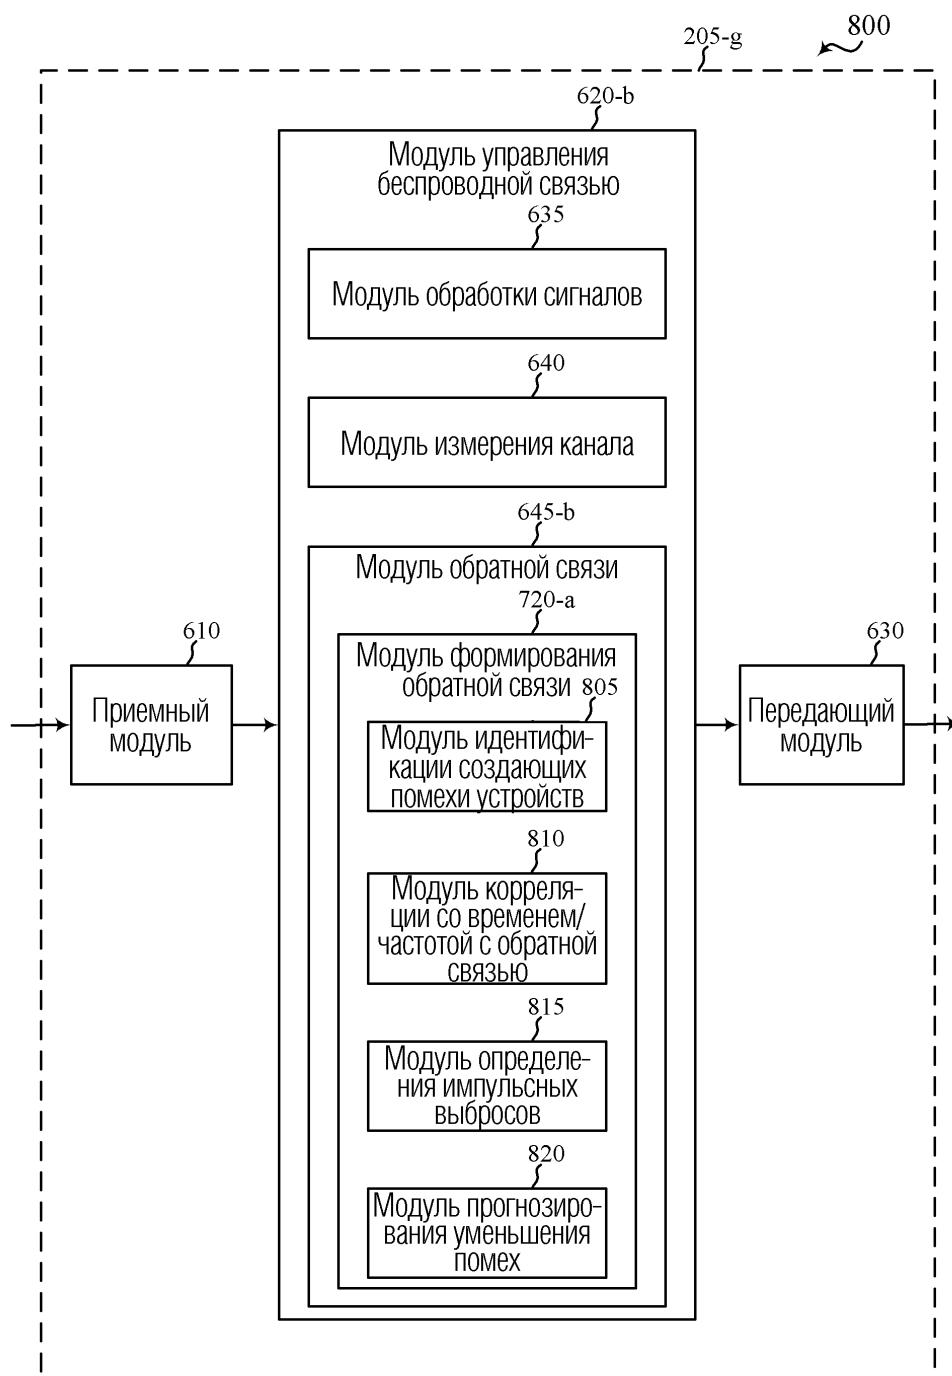 800
205-g
620-b
Модуль управления
беспроводной связью
635
Модуль обработки сигналов
640
Модуль измерения канала
645-b
Модуль обратной связи
720-a
Модуль формирования
обратной связи
805
Модуль идентифи-
кации создающих
помехи устройств
610
Приемный
модуль
630
Передающий
модуль
810
Модуль корреля-
ции со временем/
частотой с обратной
связью
815
Модуль определе-
ния импульсных
выбросов
820
Модуль прогнозиро-
вания уменьшения
помех